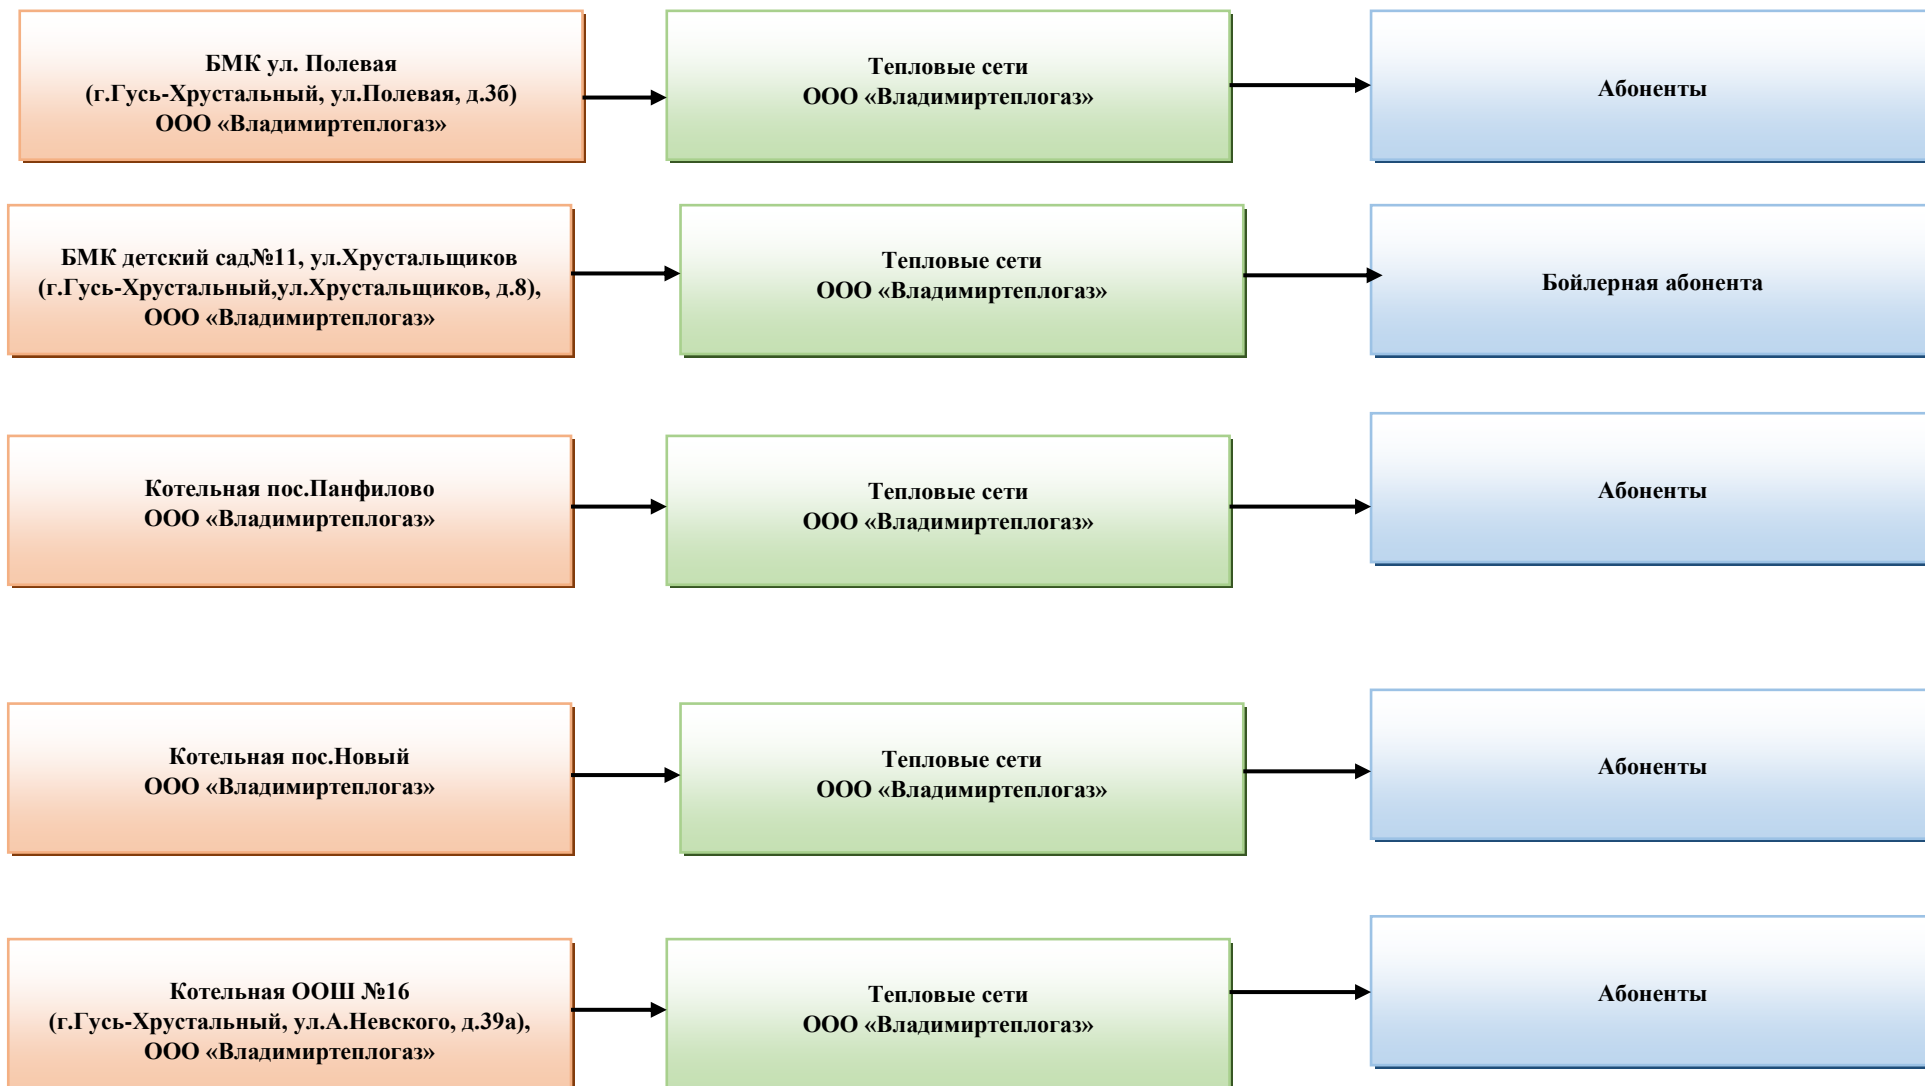 БМК ул. Полевая
(г.Гусь-Хрустальный, ул.Полевая, д.3б)
ООО «Владимиртеплогаз»
Тепловые сети
ООО «Владимиртеплогаз»
Абоненты
БМК детский сад№11, ул.Хрустальщиков
(г.Гусь-Хрустальный,ул.Хрустальщиков, д.8),
ООО «Владимиртеплогаз»
Тепловые сети
ООО «Владимиртеплогаз»
Бойлерная абонента
Котельная пос.Панфилово
ООО «Владимиртеплогаз»
Тепловые сети
ООО «Владимиртеплогаз»
Абоненты
Котельная пос.Новый
ООО «Владимиртеплогаз»
Тепловые сети
ООО «Владимиртеплогаз»
Абоненты
Котельная ООШ №16
(г.Гусь-Хрустальный, ул.А.Невского, д.39а),
ООО «Владимиртеплогаз»
Тепловые сети
ООО «Владимиртеплогаз»
Абоненты